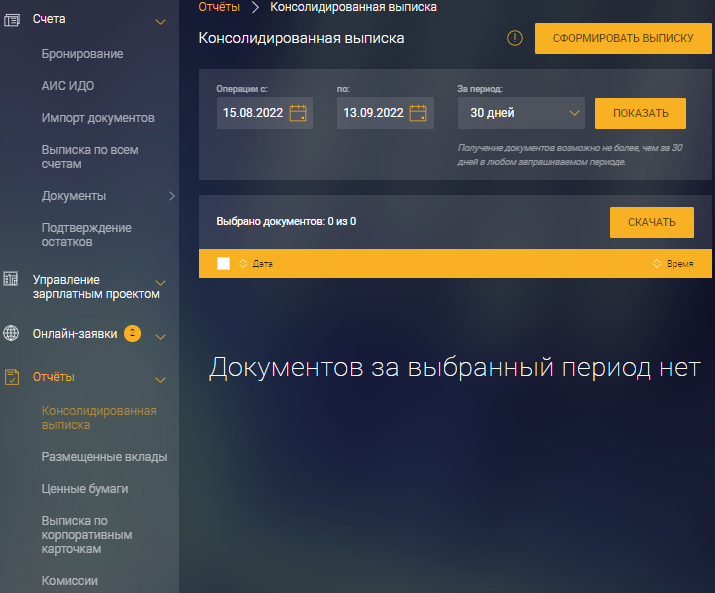 Счета
Бронирование
АИС ИДО
Импорт документов
Выписка по всем
счетам
Документы
Подтверждение
остатков
Управление
зарплатным проектом
Онлайн-заявки 2
Отчёты
Консолидированная
выписка
Размещенные вклады
Ценные бумаги
Выписка по
корпоративным
карточкам
Комиссии
Отчёты > Консолидированная выписка
Консолидированная выписка
СФОРМИРОВАТЬ ВЫПИСКУ
Операции с: по: За период:
15.08.2022 13.09.2022 30 дней ПОКАЗАТЬ
Получение документов возможно не более, чем за 30
дней в любом запрашиваемом периоде.
Выбрано документов: 0 из 0 СКАЧАТЬ
Дата Время
Документов за выбранный период нет